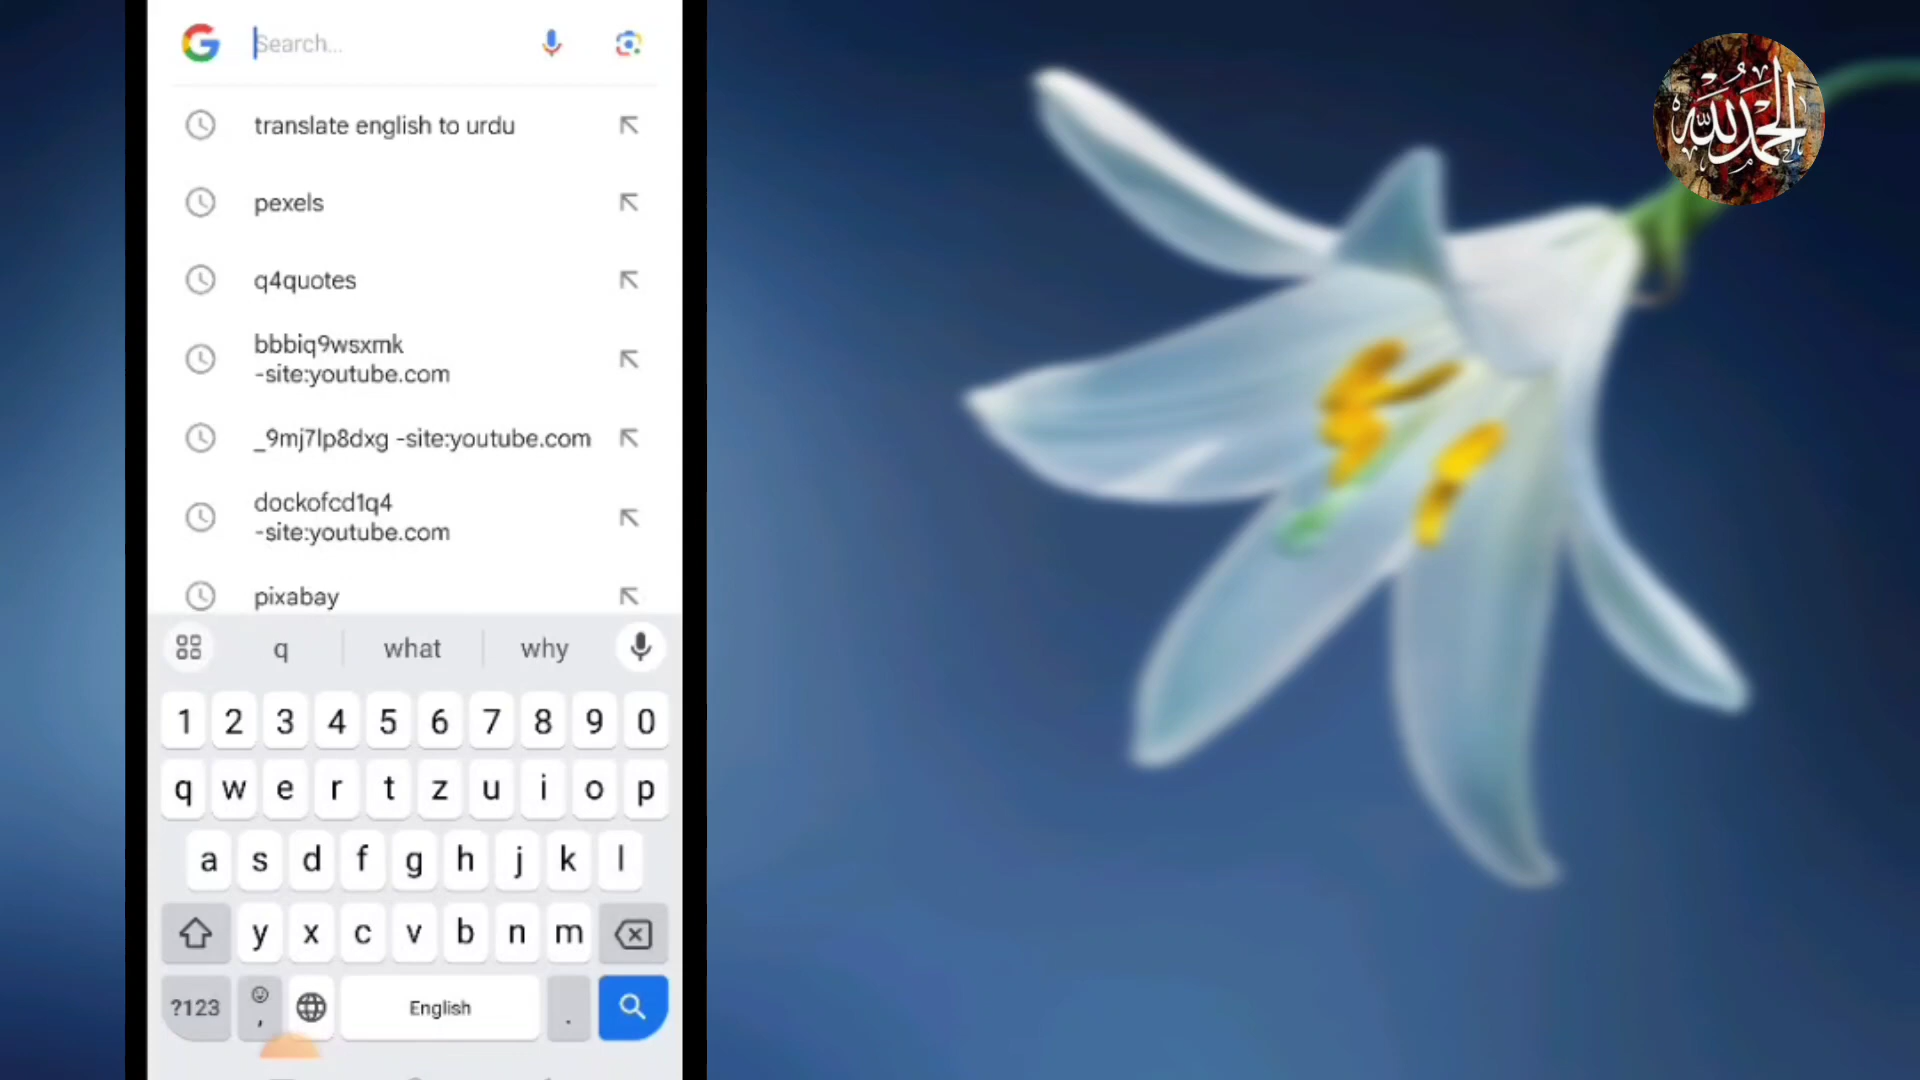 Search...
translate english to urdu
pexels
q4quotes
bbbiq9wsxmk
-site:youtube.com
_9mj7lp8dxg -site:youtube.com
dockofcd1q4
-site:youtube.com
pixabay
q what why
1 2 3 4 5 6 7 8 9 0
q w e r t z u i o p
a s d f g h j k l
y x c v b n m
?123 , English .
الحمدلله